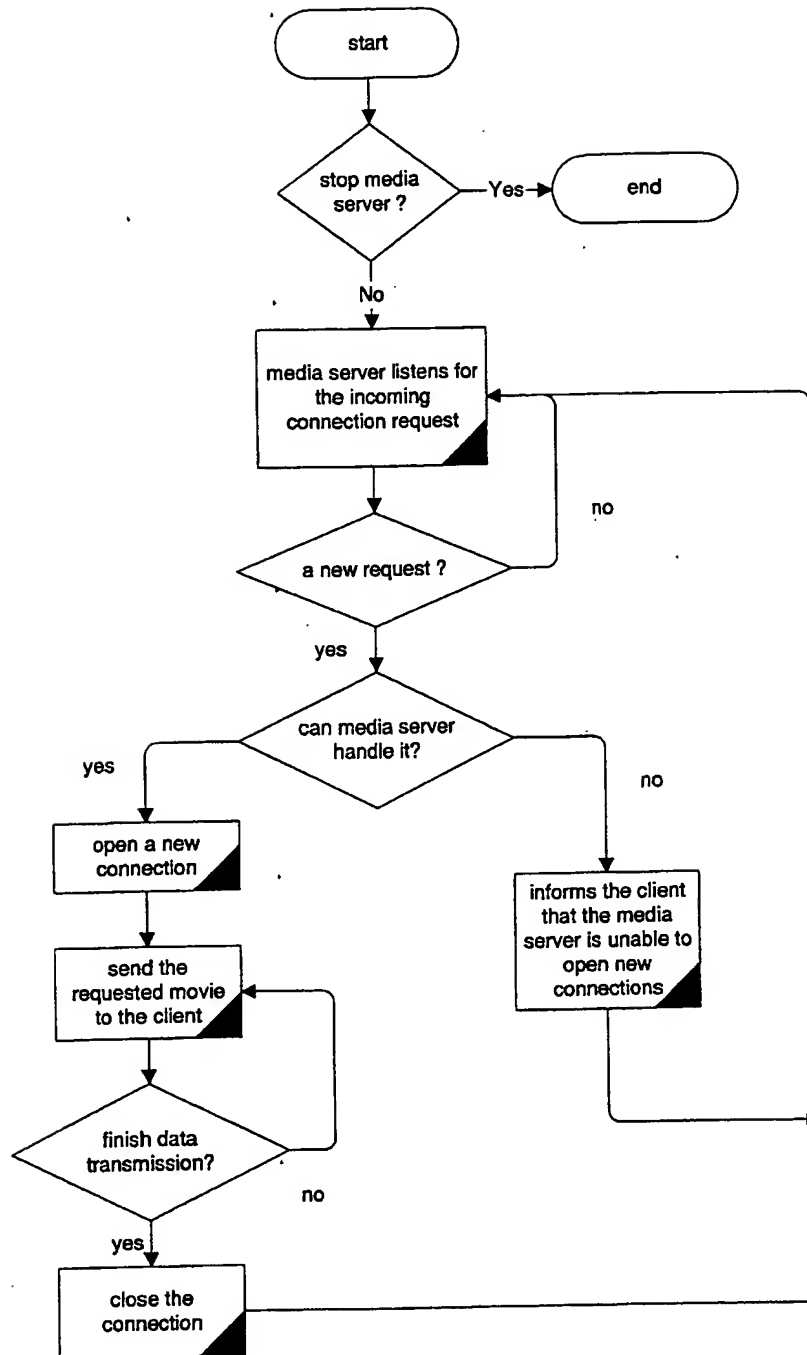 start
stop media
server ?
Yes
end
No
media server listens for
the incoming
connection request
no
a new request ?
yes
can media server
handle it?
yes
no
open a new
connection
informs the client
that the media
server is unable to
open new
connections
send the
requested movie
to the client
finish data
transmission?
no
yes
close the
connection